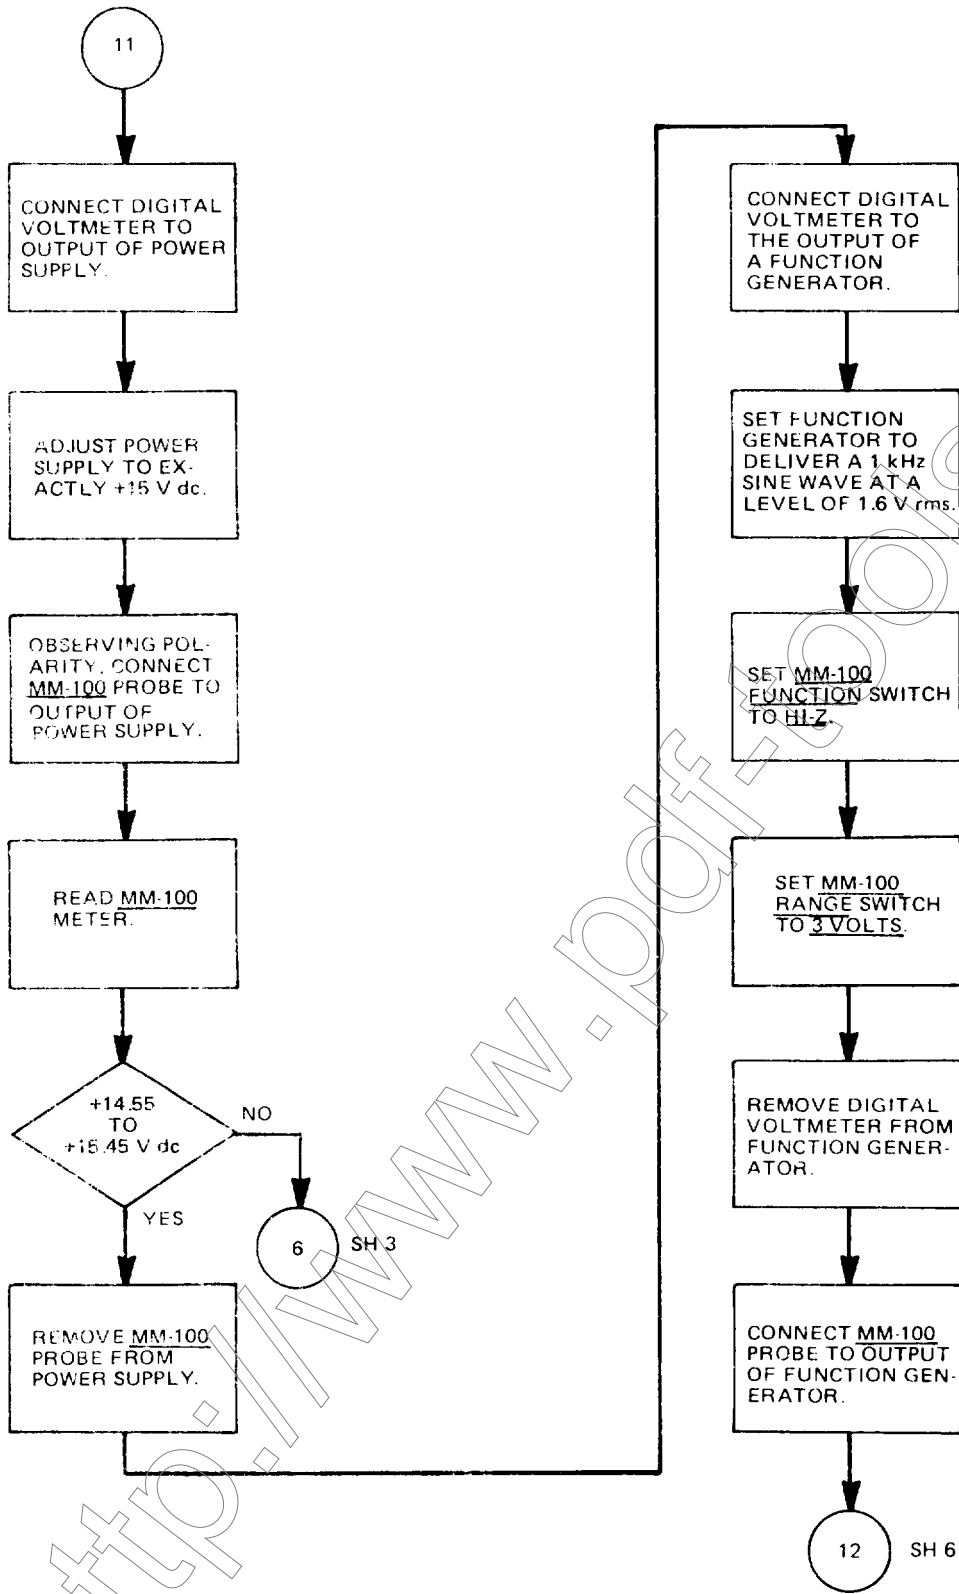 11
CONNECT DIGITAL
VOLTMETER TO
OUTPUT OF POWER
SUPPLY.
ADJUST POWER
SUPPLY TO EX-
ACTLY +15 V dc.
OBSERVING POL-
ARITY, CONNECT
MM-100 PROBE TO
OUTPUT OF
POWER SUPPLY.
READ MM-100
METER.
+14.55
TO
+15.45 V dc
NO
6
SH 3
YES
REMOVE MM-100
PROBE FROM
POWER SUPPLY.
CONNECT DIGITAL
VOLTMETER TO
THE OUTPUT OF
A FUNCTION
GENERATOR.
SET FUNCTION
GENERATOR TO
DELIVER A 1 kHz
SINE WAVE AT A
LEVEL OF 1.6 V rms.
SET MM-100
FUNCTION SWITCH
TO HI-Z.
SET MM-100
RANGE SWITCH
TO 3 VOLTS.
REMOVE DIGITAL
VOLTMETER FROM
FUNCTION GENER-
ATOR.
CONNECT MM-100
PROBE TO OUTPUT
OF FUNCTION GEN-
ERATOR.
12
SH 6
ttp://www.pdf-tools